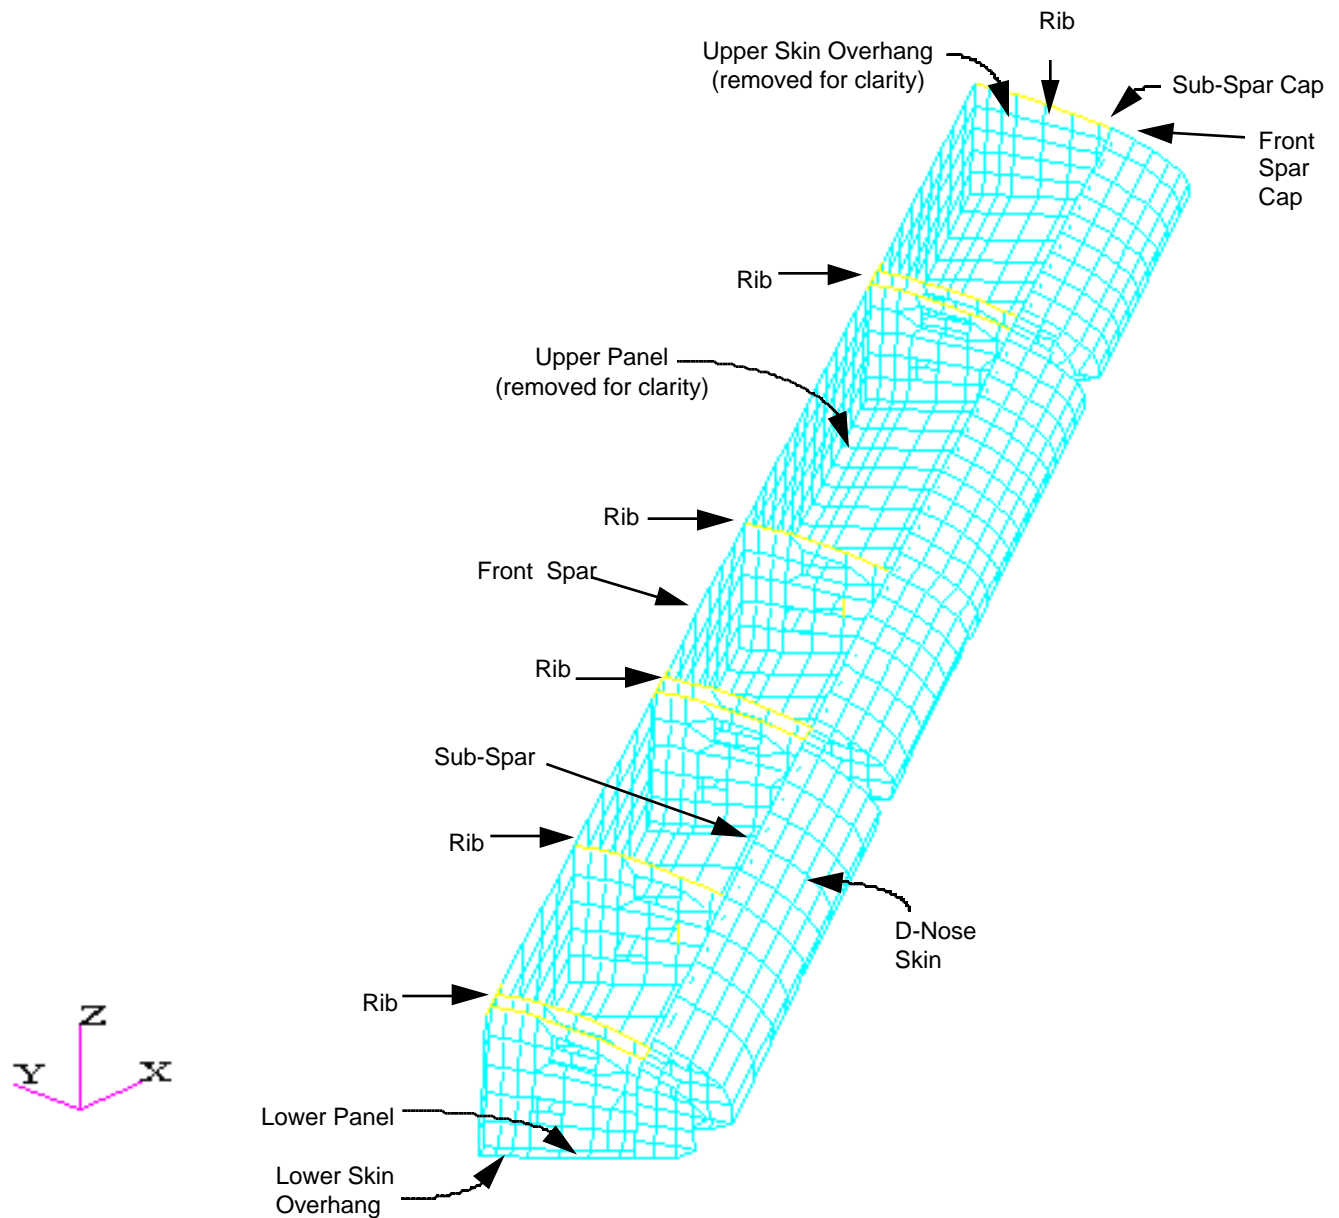 Rib
Upper Skin Overhang
(removed for clarity)
Sub-Spar Cap
Front
Spar
Cap
Rib
Upper Panel
(removed for clarity)
Rib
Front Spar
Rib
Sub-Spar
Rib
D-Nose
Skin
Rib
Z
Y
X
Lower Panel
Lower Skin
Overhang